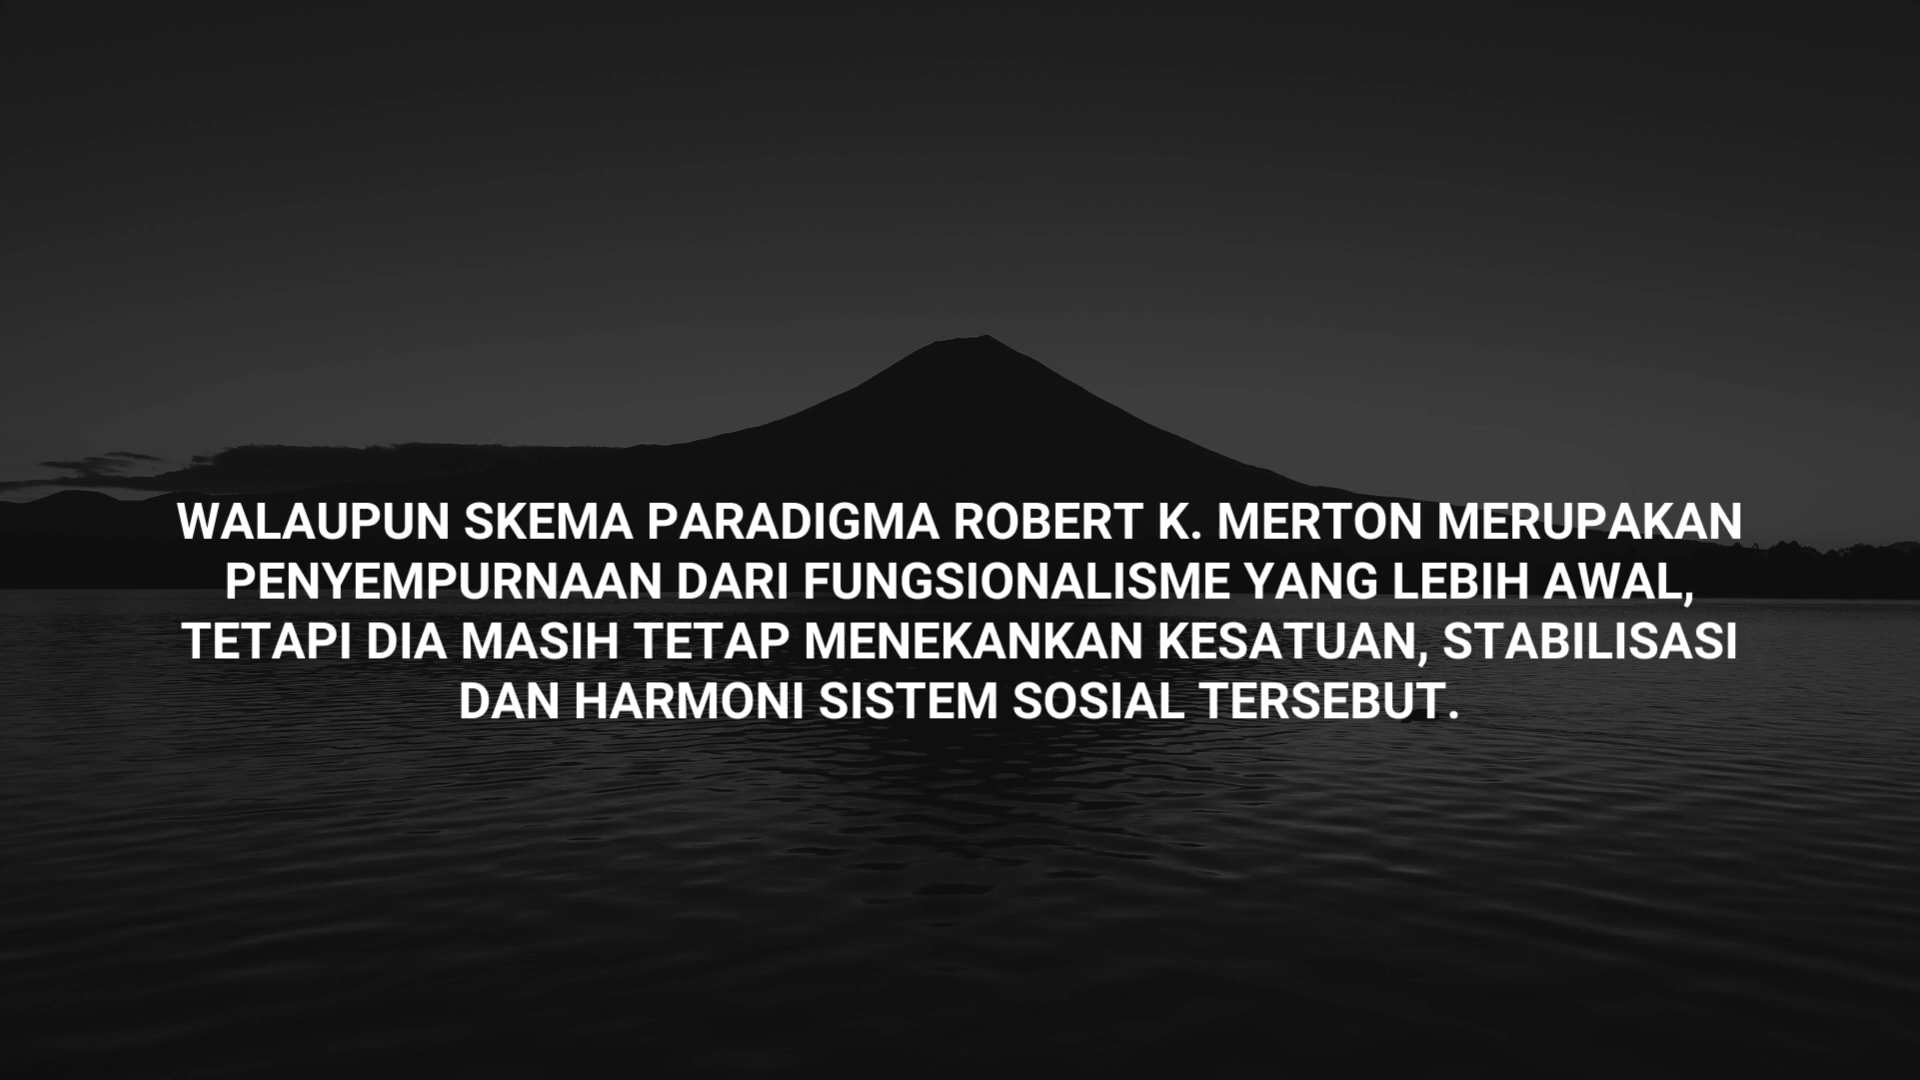 WALAUPUN SKEMA PARADIGMA ROBERT K. MERTON MERUPAKAN
PENYEMPURNAAN DARI FUNGSIONALISME YANG LEBIH AWAL,
TETAPI DIA MASIH TETAP MENEKANKAN KESATUAN, STABILISASI
DAN HARMONI SISTEM SOSIAL TERSEBUT.